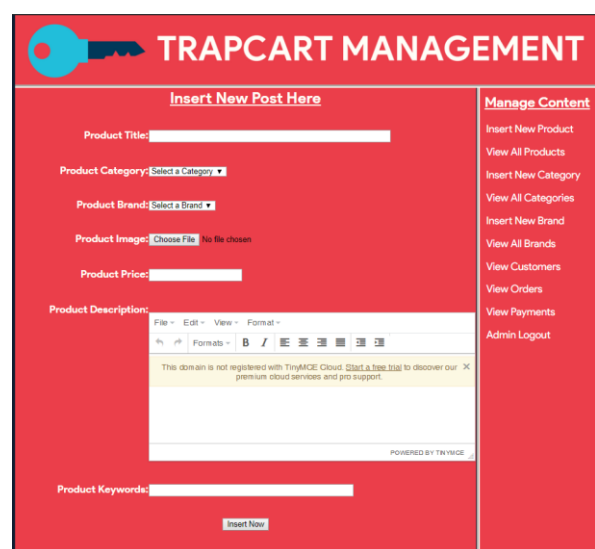 TRAPCART MANAGEMENT
Insert New Post Here
Product Title:
Product Category: Select a Category ▼
Product Brand: Select a Brand ▼
Product Image: Choose File No file chosen
Product Price:
Product Description:
File Edit View Format
Formats B I
This domain is not registered with TinyMCE Cloud. Start a free trial to discover our ×
premium cloud services and pro support.
POWERED BY TINYMCE
Product Keywords:
Insert Now
Manage Content
Insert New Product
View All Products
Insert New Category
View All Categories
Insert New Brand
View All Brands
View Customers
View Orders
View Payments
Admin Logout